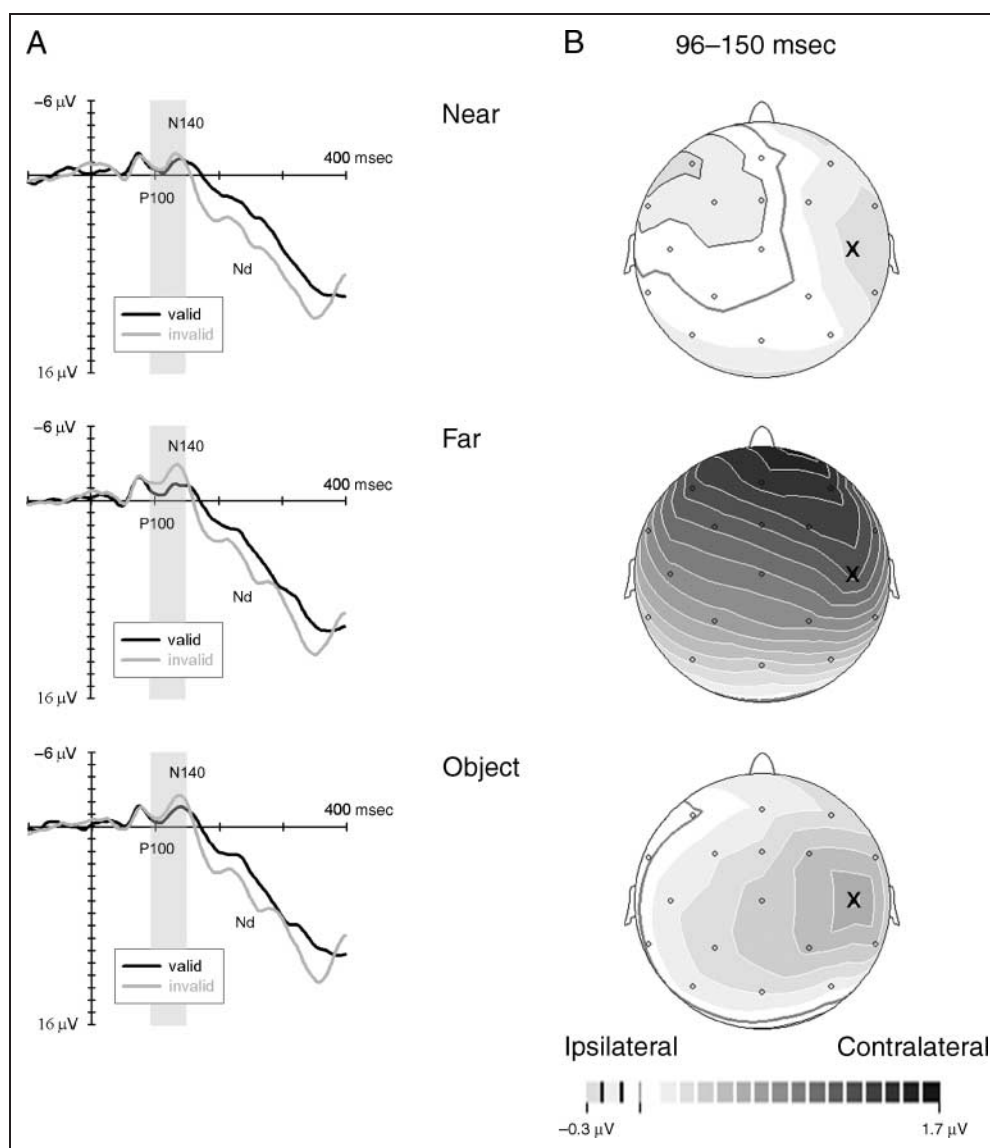 A
B
96–150 msec
Near
–6 µV
N140
400 msec
P100
Nd
valid
invalid
16 µV
X
Far
–6 µV
N140
400 msec
P100
Nd
valid
invalid
16 µV
X
Object
–6 µV
N140
400 msec
P100
Nd
valid
invalid
16 µV
X
Ipsilateral
Contralateral
–0.3 µV
1.7 µV